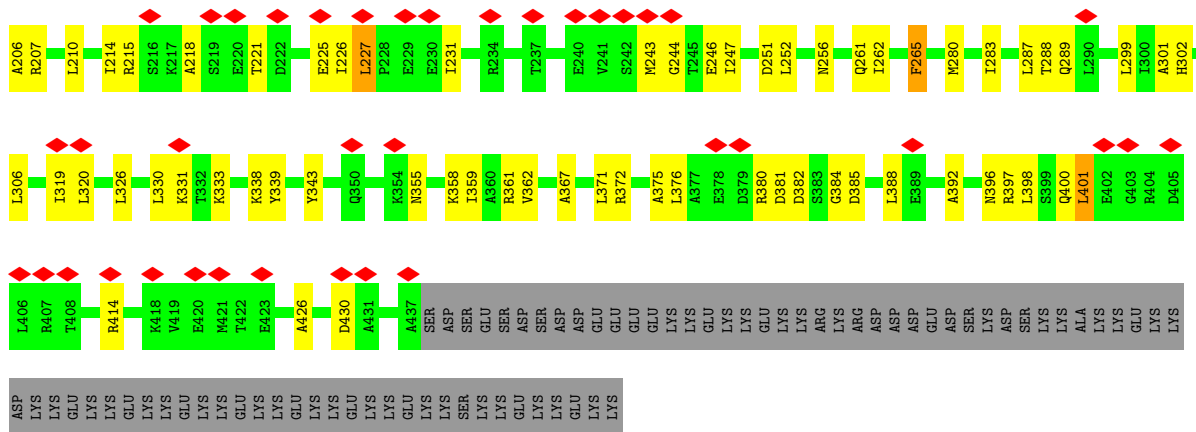 A206 R207 L210 I214 R215 S216 K217 A218 S219 E220 T221 D222 E225 I226 L227 P228 E229 E230 I231 R234 T237 E240 V241 S242 M243 G244 T245 E246 I247 D251 L252 N256 Q261 I262 F265 M280 I283 L287 T288 Q289 L290 L299 I300 A301 H302
L306 I319 L320 L326 L330 K331 T332 K333 K338 Y339 Y343 Q350 K354 N355 K358 I359 A360 R361 V362 A367 L371 R372 A375 L376 A377 E378 D379 R380 D381 D382 S383 G384 D385 L388 E389 A392 N396 R397 L398 S399 Q400 L401 E402 G403 R404 D405
L406 R407 T408 R414 K418 V419 E420 M421 T422 E423 A426 D430 A431 A437 SER ASP SER GLU SER ASP SER ASP ASP GLU GLU GLU GLU LYS LYS GLU LYS LYS GLU LYS LYS ARG LYS ARG ASP ASP ASP GLU ASP SER LYS ASP SER LYS LYS ALA LYS LYS GLU LYS LYS
ASP LYS LYS GLU LYS LYS LYS LYS GLU LYS LYS LYS GLU LYS LYS GLU LYS GLU LYS LYS GLU LYS LYS SER LYS LYS GLU LYS LYS GLU LYS LYS